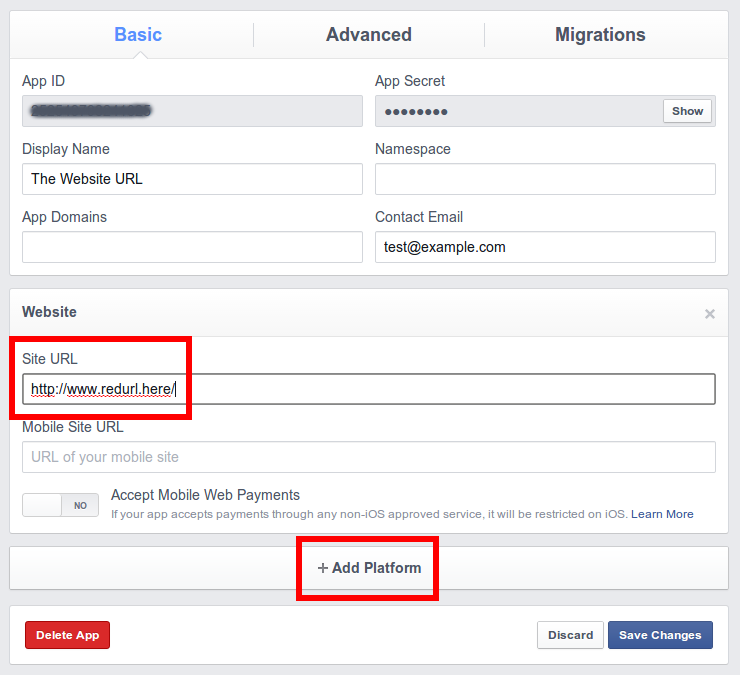 Basic Advanced Migrations
App ID App Secret
●●●●●●●● Show
Display Name Namespace
The Website URL
App Domains Contact Email
test@example.com
Website ×
Site URL
http://www.redurl.here/
Mobile Site URL
URL of your mobile site
NO Accept Mobile Web Payments
If your app accepts payments through any non-iOS approved service, it will be restricted on iOS. Learn More
+ Add Platform
Delete App Discard Save Changes